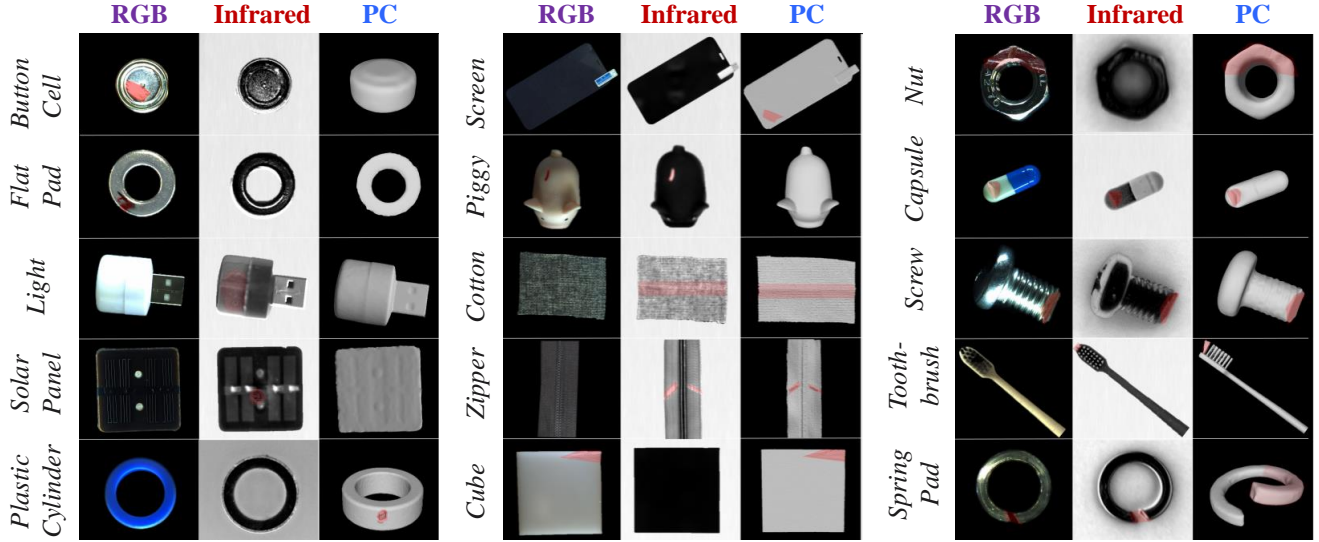 RGB Infrared PC
Button
Cell
Flat
Pad
Light
Solar
Panel
Plastic
Cylinder
RGB Infrared PC
Screen
Piggy
Cotton
Zipper
Cube
RGB Infrared PC
Nut
Capsule
Screw
Tooth-
brush
Spring
Pad